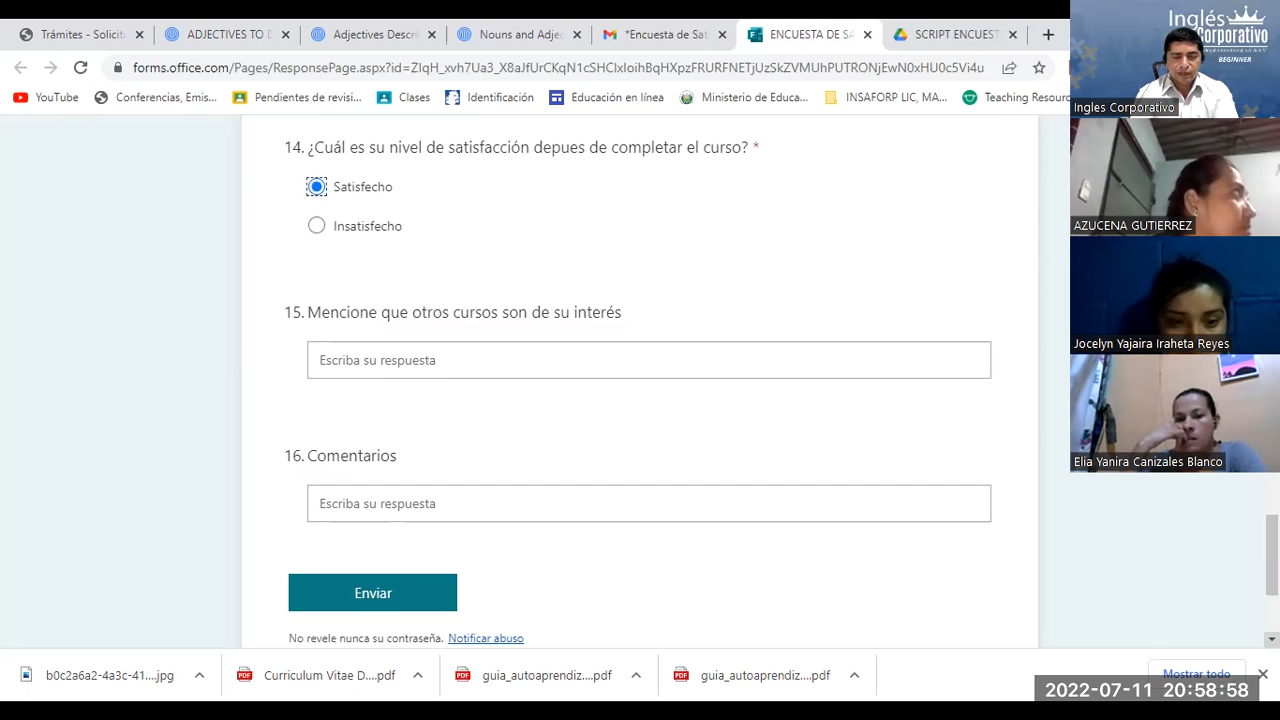 Trámites - Solicit
ADJECTIVES TO D
Adjectives Descri
Nouns and Adjec
*Encuesta de Sat
ENCUESTA DE SA
SCRIPT ENCUEST
forms.office.com/Pages/ResponsePage.aspx?id=ZIqH_xvh7Up3_X8aIFNrPeqN1cSHClxIohBqHXpzFRURFNETjUzSkZVMUhPUTRONjEwN0xHU0c5Vi4u
YouTube
Conferencias, Emis...
Pendientes de revisi...
Clases
Identificación
Educación en línea
Ministerio de Educa...
INSAFORP LIC, MA...
Teaching Resourc
14. ¿Cuál es su nivel de satisfacción depues de completar el curso? *
Satisfecho
Insatisfecho
15. Mencione que otros cursos son de su interés
Escriba su respuesta
16. Comentarios
Escriba su respuesta
Enviar
No revele nunca su contraseña. Notificar abuso
b0c2a6a2-4a3c-41....jpg
Curriculum Vitae D....pdf
guia_autoaprendiz....pdf
guia_autoaprendiz....pdf
Mostrar todo
Inglés
Corporativo
BEGINNER
Ingles Corporativo
AZUCENA GUTIERREZ
Jocelyn Yajaira Iraheta Reyes
Elia Yanira Canizales Blanco
2022-07-11 20:58:58